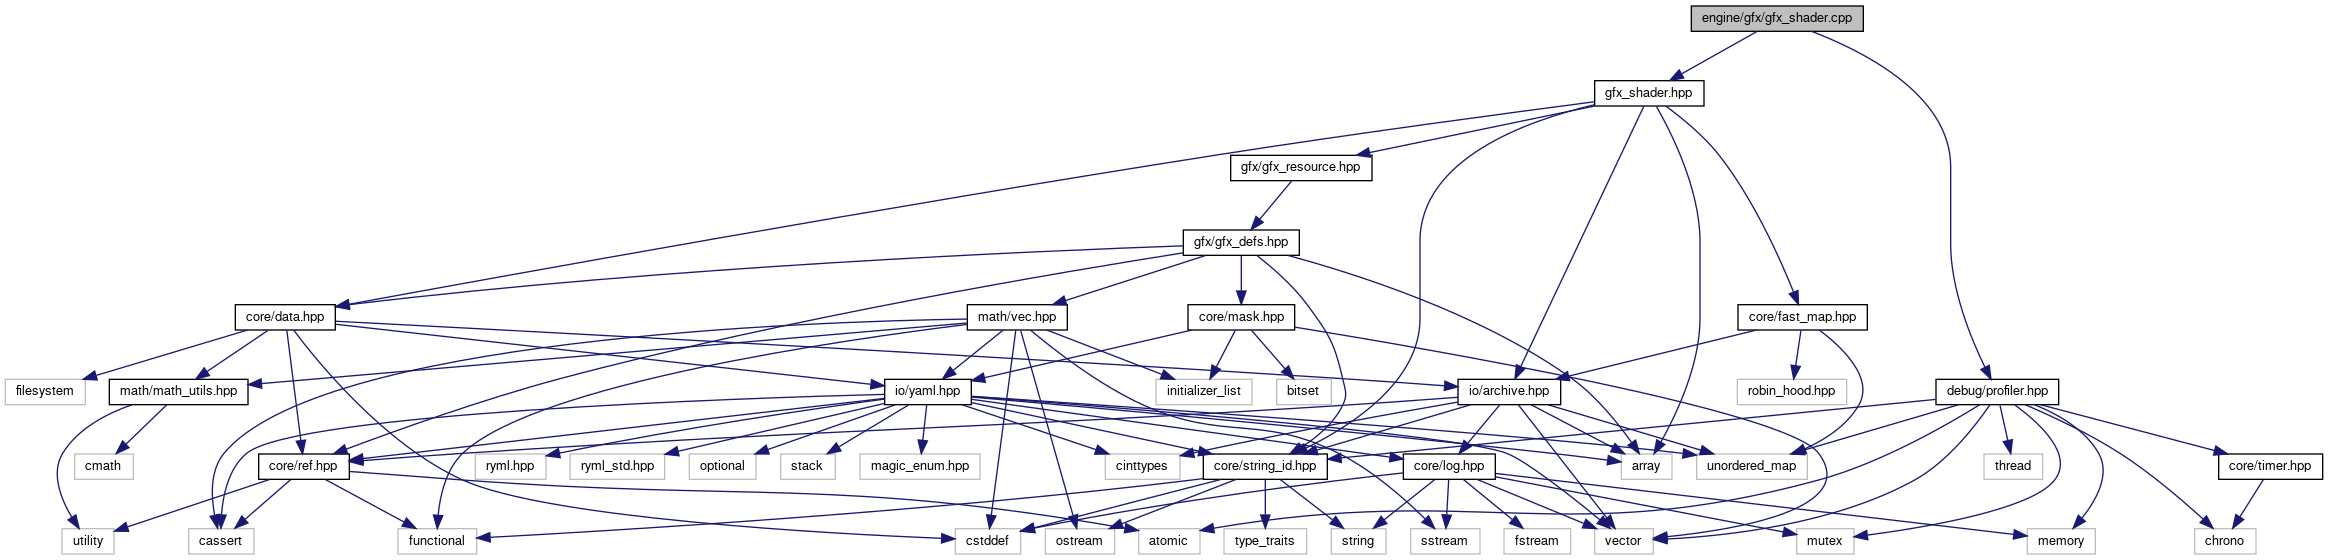 engine/gfx/gfx_shader.cpp
gfx_shader.hpp
gfx/gfx_resource.hpp
gfx/gfx_defs.hpp
core/data.hpp
math/vec.hpp
core/mask.hpp
core/fast_map.hpp
filesystem
math/math_utils.hpp
io/yaml.hpp
initializer_list
bitset
io/archive.hpp
robin_hood.hpp
debug/profiler.hpp
cmath
core/ref.hpp
ryml.hpp
ryml_std.hpp
optional
stack
magic_enum.hpp
cinttypes
core/string_id.hpp
core/log.hpp
array
unordered_map
thread
core/timer.hpp
utility
cassert
functional
cstddef
ostream
atomic
type_traits
string
sstream
fstream
vector
mutex
memory
chrono